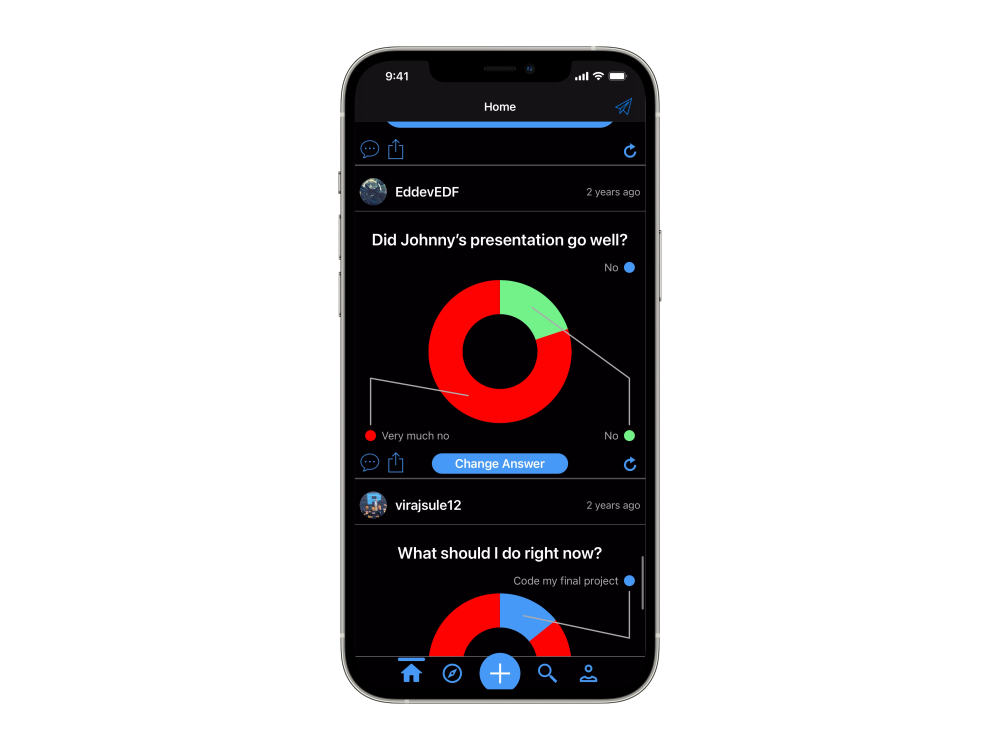 9:41
Home
EddevEDF
2 years ago
Did Johnny's presentation go well?
No
Very much no
No
Change Answer
virajsule12
2 years ago
What should I do right now?
Code my final project